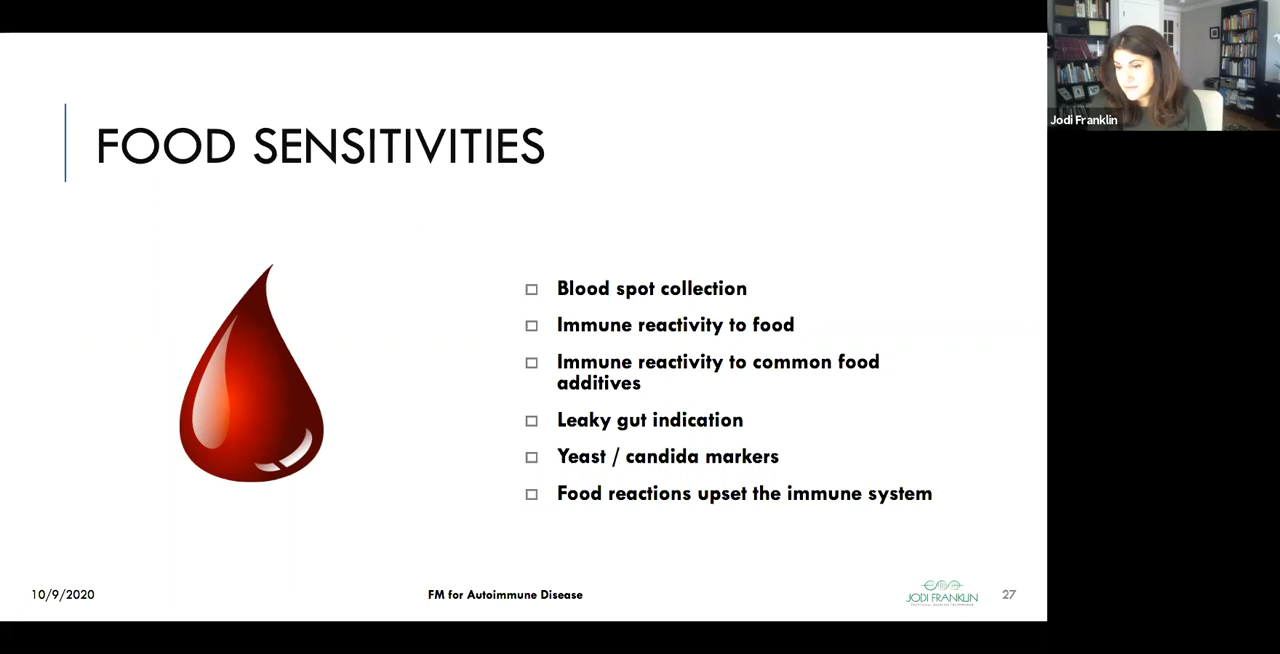 Jodi Franklin
FOOD SENSITIVITIES
Blood spot collection
Immune reactivity to food
Immune reactivity to common food
additives
Leaky gut indication
Yeast / candida markers
Food reactions upset the immune system
10/9/2020
FM for Autoimmune Disease
JODI FRANKLIN
27